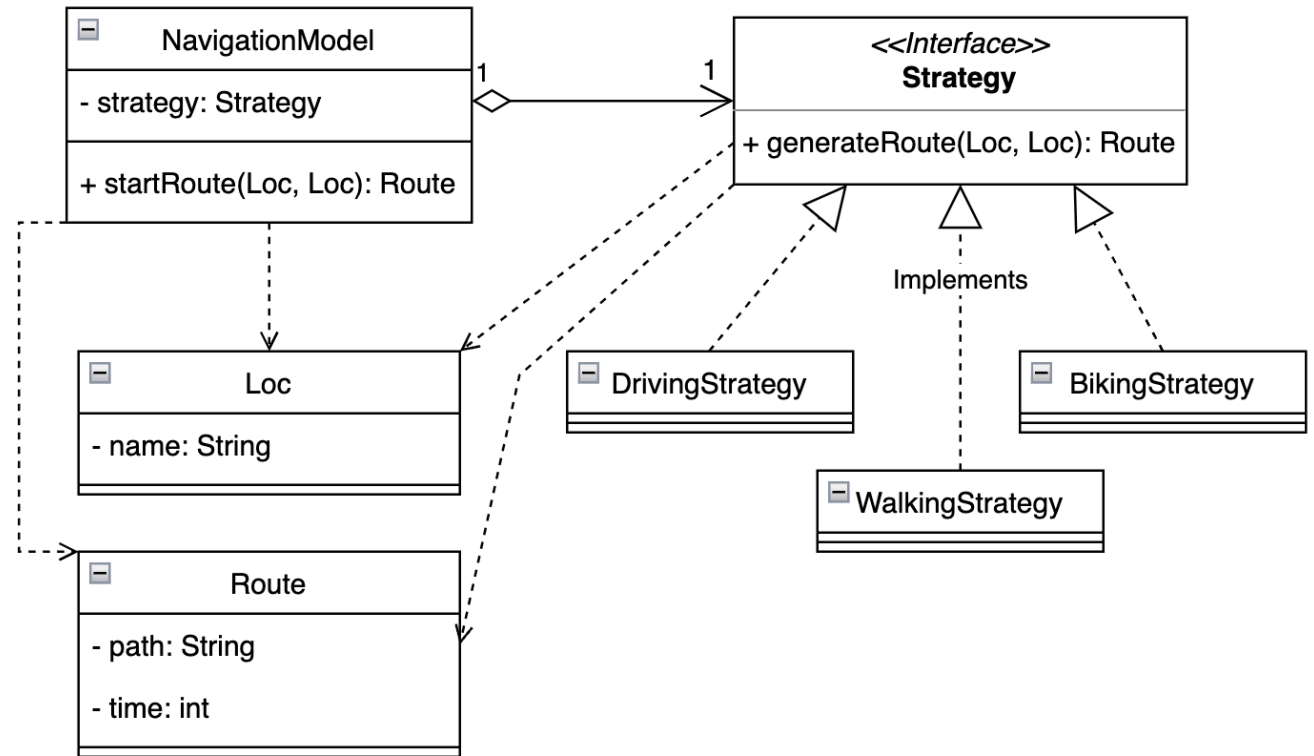 NavigationModel
- strategy: Strategy
+ startRoute(Loc, Loc): Route
1
1
<<Interface>>
Strategy
+ generateRoute(Loc, Loc): Route
Implements
Loc
- name: String
DrivingStrategy
BikingStrategy
WalkingStrategy
Route
- path: String
- time: int